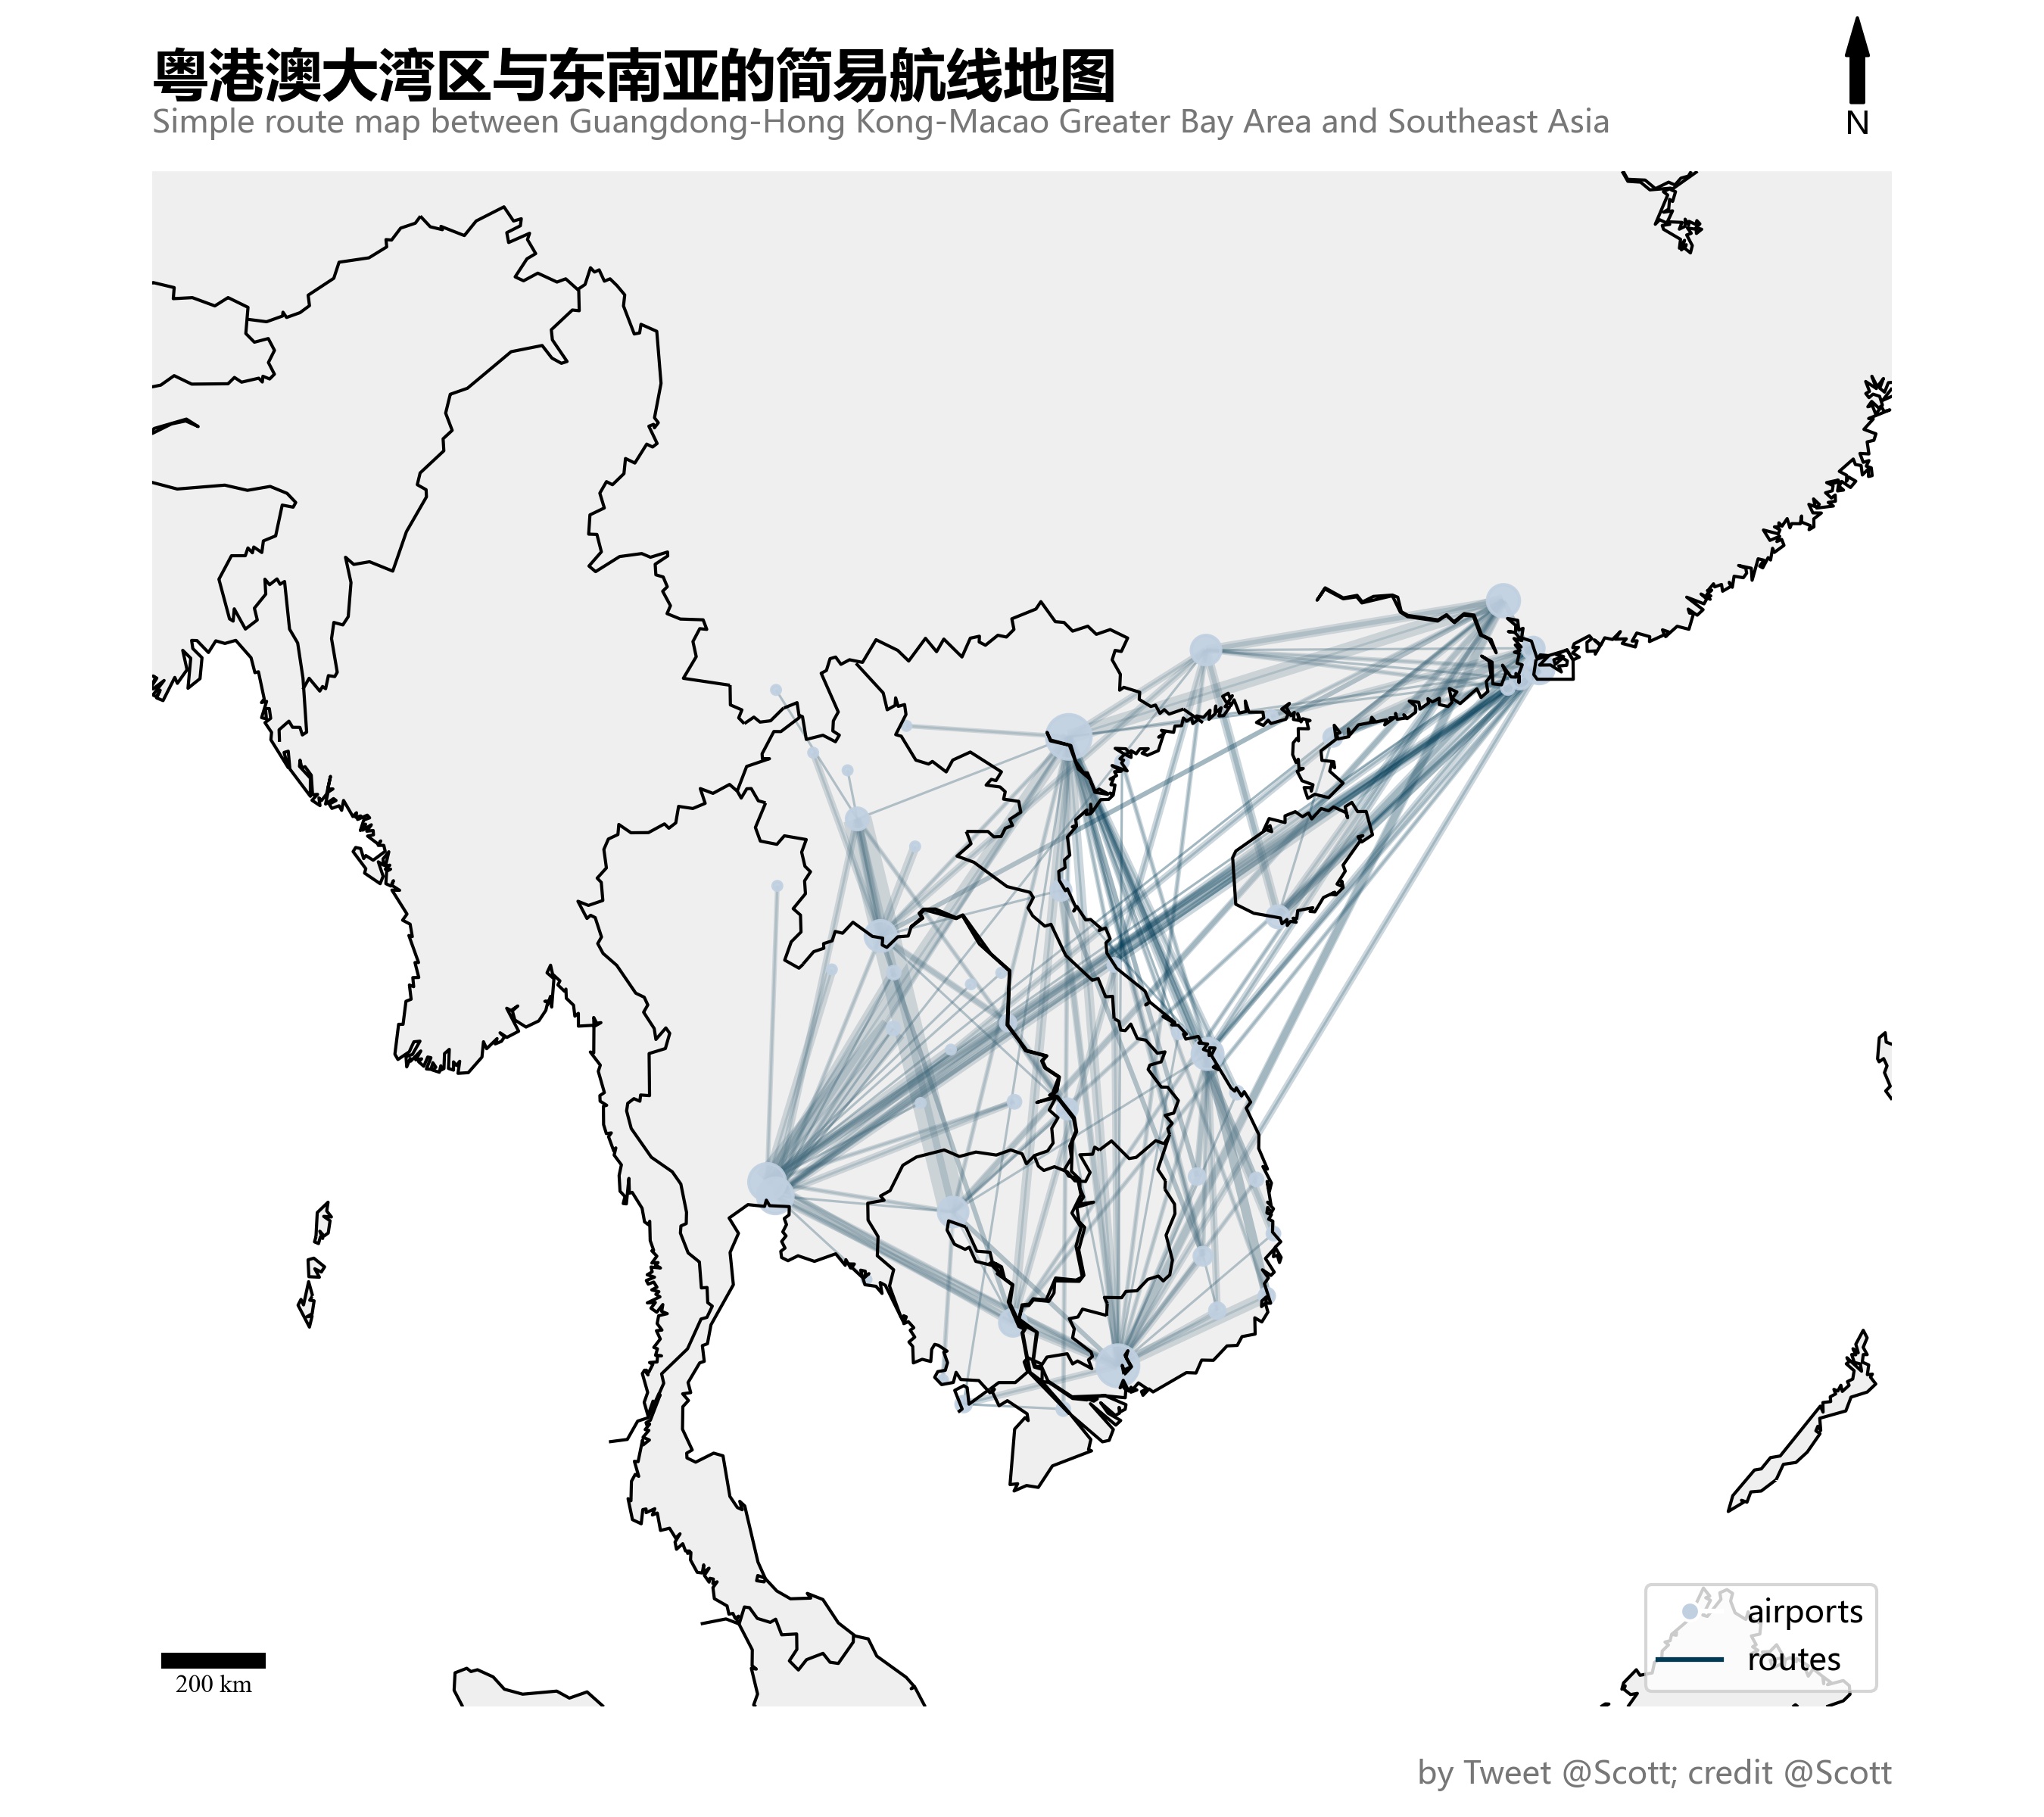 粤港澳大湾区与东南亚的简易航线地图
Simple route map between Guangdong-Hong Kong-Macao Greater Bay Area and Southeast Asia
N
airports
routes
200 km
by Tweet @Scott; credit @Scott